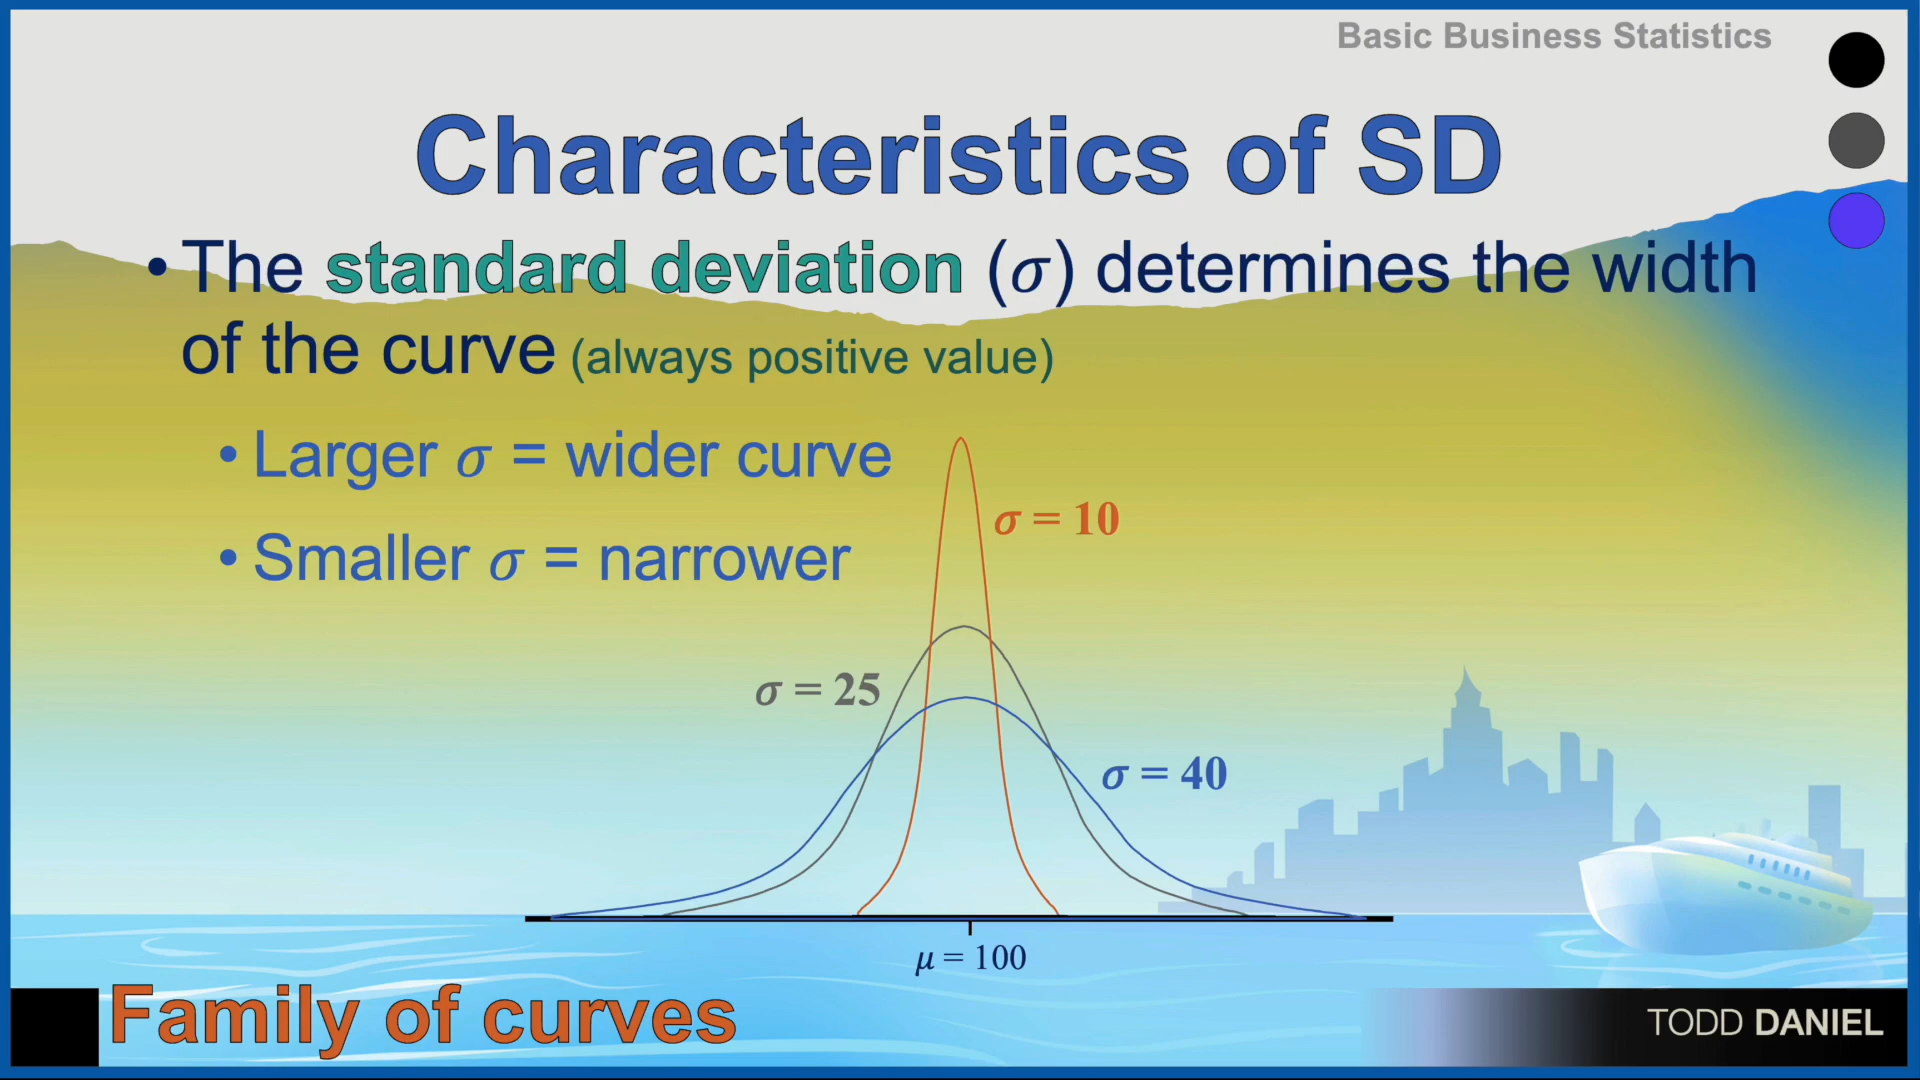 Basic Business Statistics
Characteristics of SD
• The standard deviation (σ) determines the width
of the curve (always positive value)
• Larger σ = wider curve
• Smaller σ = narrower
σ = 10
σ = 25
σ = 40
μ = 100
Family of curves
TODD DANIEL